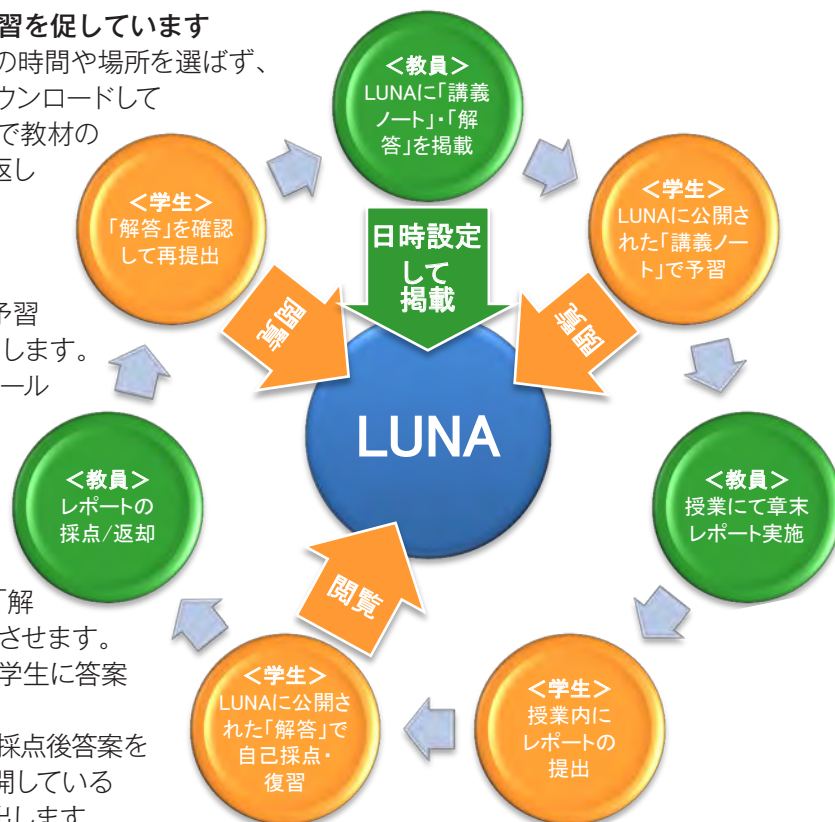 習を促しています
の時間や場所を選ばず、
ウンロードして
で教材の
返し
予習
します。
ール
「解
させます。
学生に答案
採点後答案を
開している
出します
<教員>
LUNAに「講義
ノート」・「解
答」を掲載
<学生>
LUNAに公開さ
れた「講義ノー
ト」で予習
<教員>
授業にて章末
レポート実施
<学生>
授業内に
レポートの
提出
<学生>
LUNAに公開さ
れた「解答」で
自己採点・
復習
<教員>
レポートの
採点/返却
<学生>
「解答」を確認
して再提出
日時設定
して
掲載
閲覧
閲覧
閲覧
LUNA